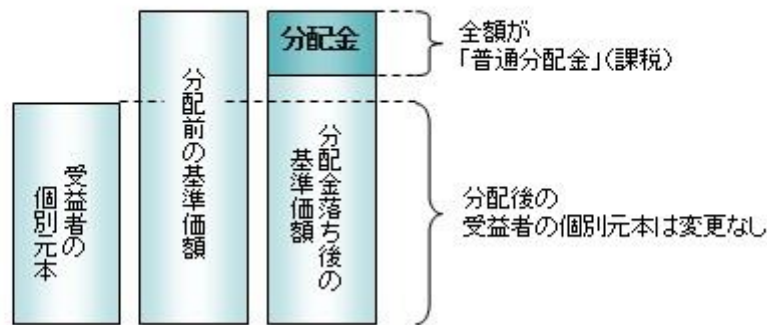 受益者の
個別元本
分配前の基準価額
分配金
分配金落ち後の
基準価額
全額が
「普通分配金」(課税)
分配後の
受益者の個別元本は変更なし